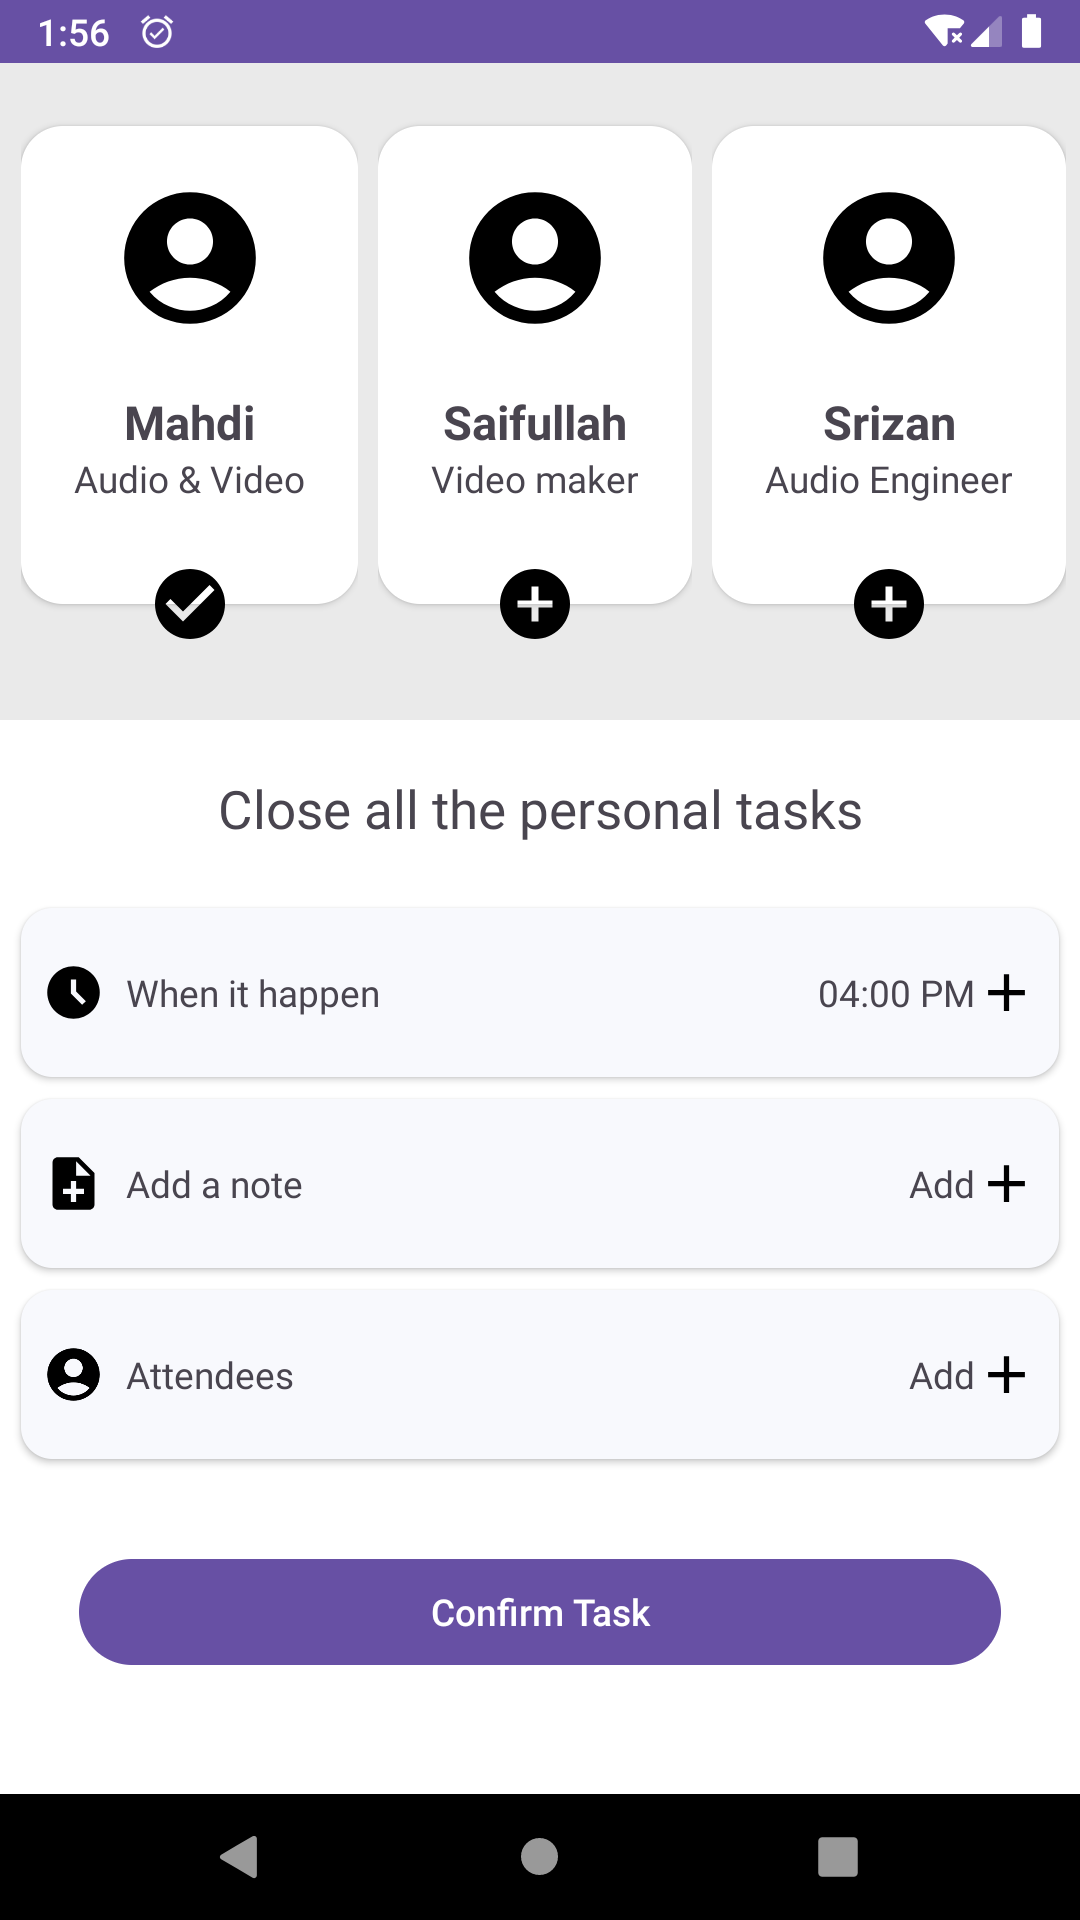 1:56
Mahdi
Audio & Video
Saifullah
Video maker
Srizan
Audio Engineer
Close all the personal tasks
When it happen
04:00 PM
Add a note
Add
Attendees
Add
Confirm Task